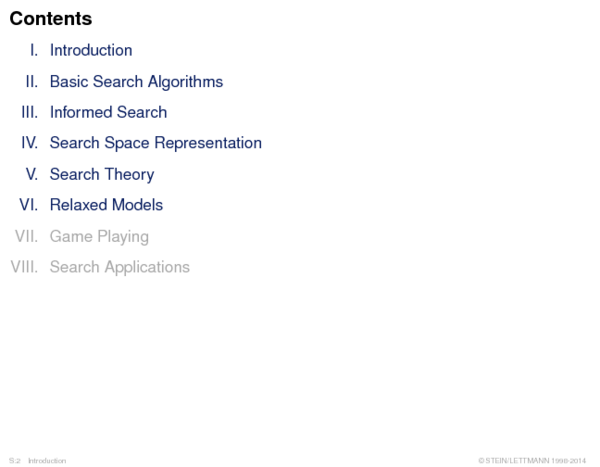 Contents
I. Introduction
II. Basic Search Algorithms
III. Informed Search
IV. Search Space Representation
V. Search Theory
VI. Relaxed Models
VII. Game Playing
VIII. Search Applications
S:2 Introduction © STEIN/LETTMANN 1998-2014